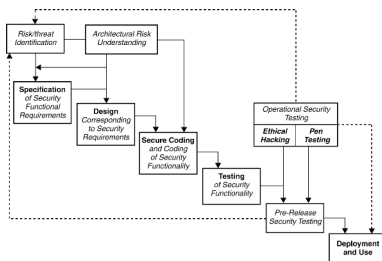 Risk/threat
Identification
Architectural Risk
Understanding
Specification
of Security
Functional
Requirements
Design
Corresponding
to Security
Requirements
Secure Coding
and Coding
of Security
Functionality
Testing
of Security
Functionality
Operational Security
Testing
Ethical
Hacking
Pen
Testing
Pre-Release
Security Testing
Deployment
and Use